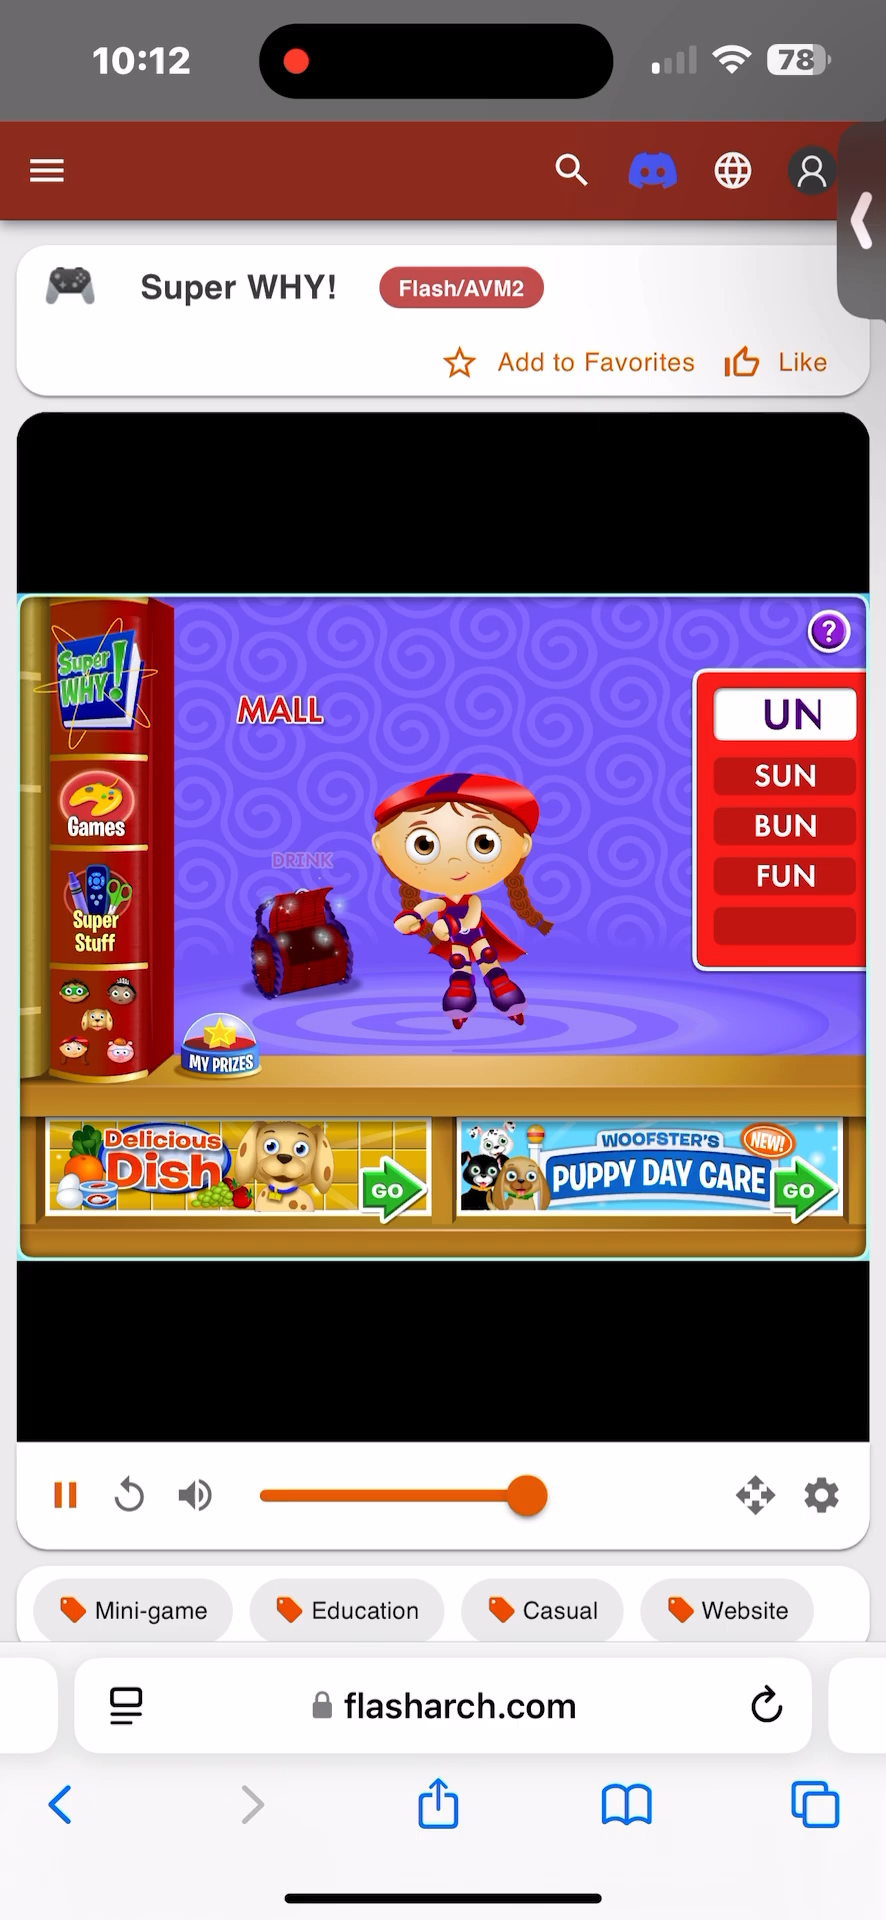 10:12
78
Super WHY!
Flash/AVM2
Add to Favorites
Like
Super
WHY!
?
MALL
UN
SUN
BUN
FUN
Games
DRINK
Super
Stuff
MY PRIZES
Delicious
Dish
GO
WOOFSTER'S
NEW!
PUPPY DAY CARE
GO
Mini-game
Education
Casual
Website
flasharch.com